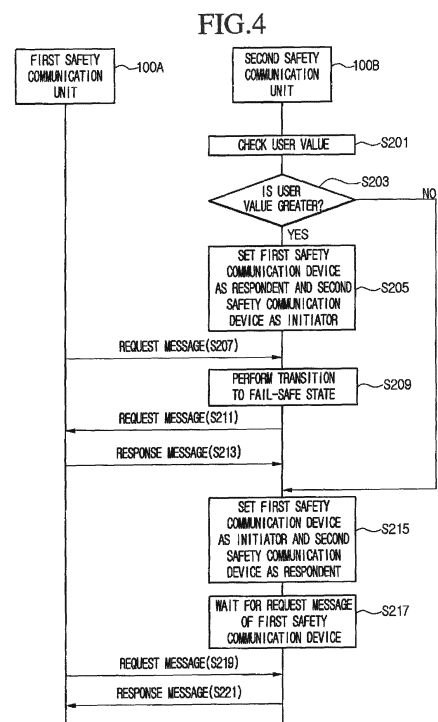 FIG.4
FIRST SAFETY
COMMUNICATION
UNIT
100A
SECOND SAFETY
COMMUNICATION
UNIT
100B
CHECK USER VALUE
S201
IS USER
VALUE GREATER?
S203
NO
YES
SET FIRST SAFETY
COMMUNICATION DEVICE
AS RESPONDENT AND SECOND
SAFETY COMMUNICATION
DEVICE AS INITIATOR
S205
REQUEST MESSAGE(S207)
PERFORM TRANSITION
TO FAIL-SAFE STATE
S209
REQUEST MESSAGE(S211)
RESPONSE MESSAGE(S213)
SET FIRST SAFETY
COMMUNICATION DEVICE
AS INITIATOR AND SECOND
SAFETY COMMUNICATION
DEVICE AS RESPONDENT
S215
WAIT FOR REQUEST MESSAGE
OF FIRST SAFETY
COMMUNICATION DEVICE
S217
REQUEST MESSAGE(S219)
RESPONSE MESSAGE(S221)